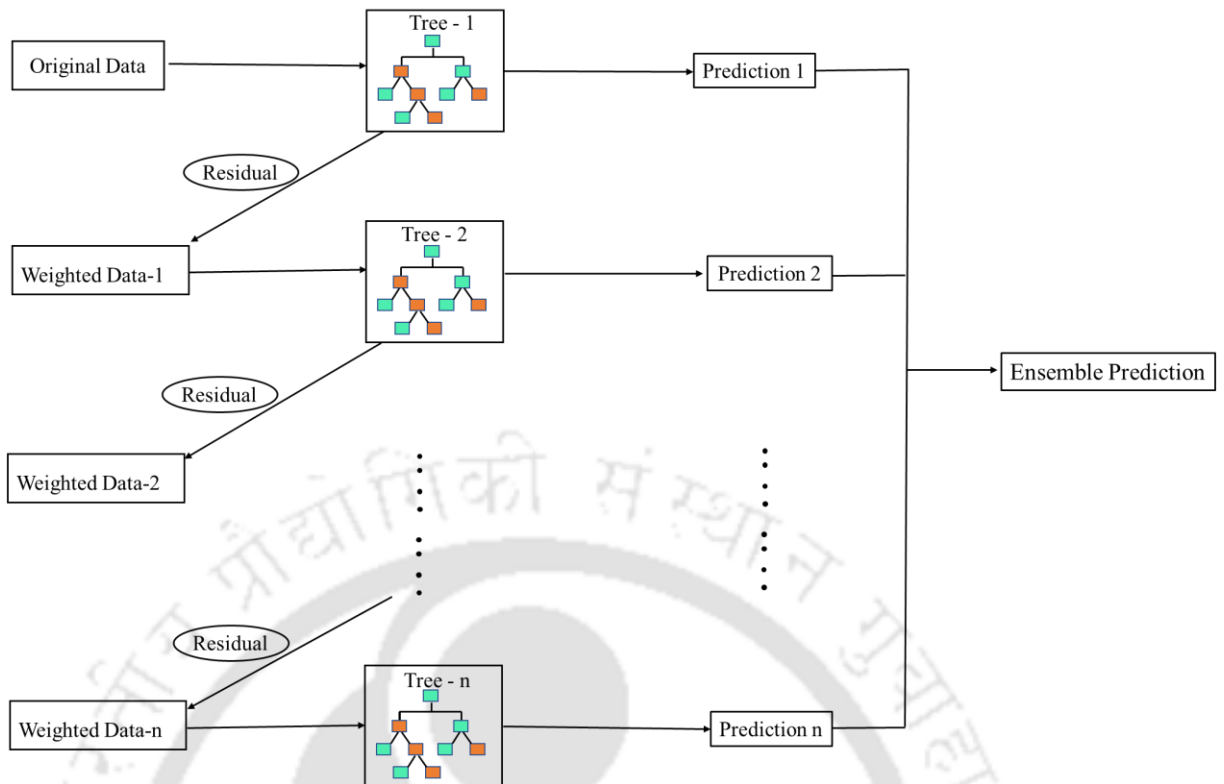 Tree - 1
Original Data
Prediction 1
Residual
Tree - 2
Weighted Data-1
Prediction 2
Ensemble Prediction
Residual
Weighted Data-2
प्रौद्योगिकी संस्थान
Residual
Tree - n
Weighted Data-n
Prediction n